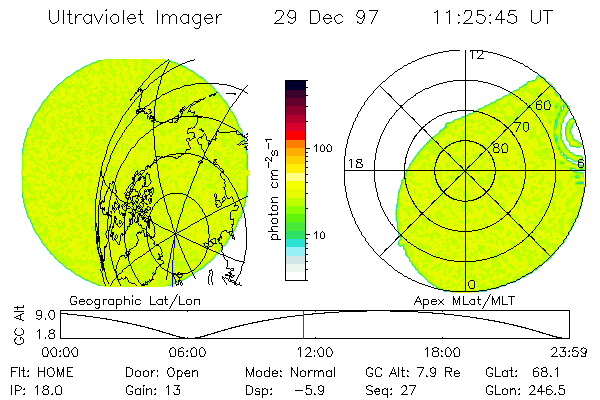 Ultraviolet Imager 29 Dec 97 11:25:45 UT
12
60
70
80
18
6
0
100
10
photon cm-2s-1
Geographic Lat/Lon Apex MLat/MLT
GC Alt
9.0
1.8
00:00 06:00 12:00 18:00 23:59
Flt: HOME Door: Open Mode: Normal GC Alt: 7.9 Re GLat: 68.1
IP: 18.0 Gain: 13 Dsp: -5.9 Seq: 27 GLon: 246.5